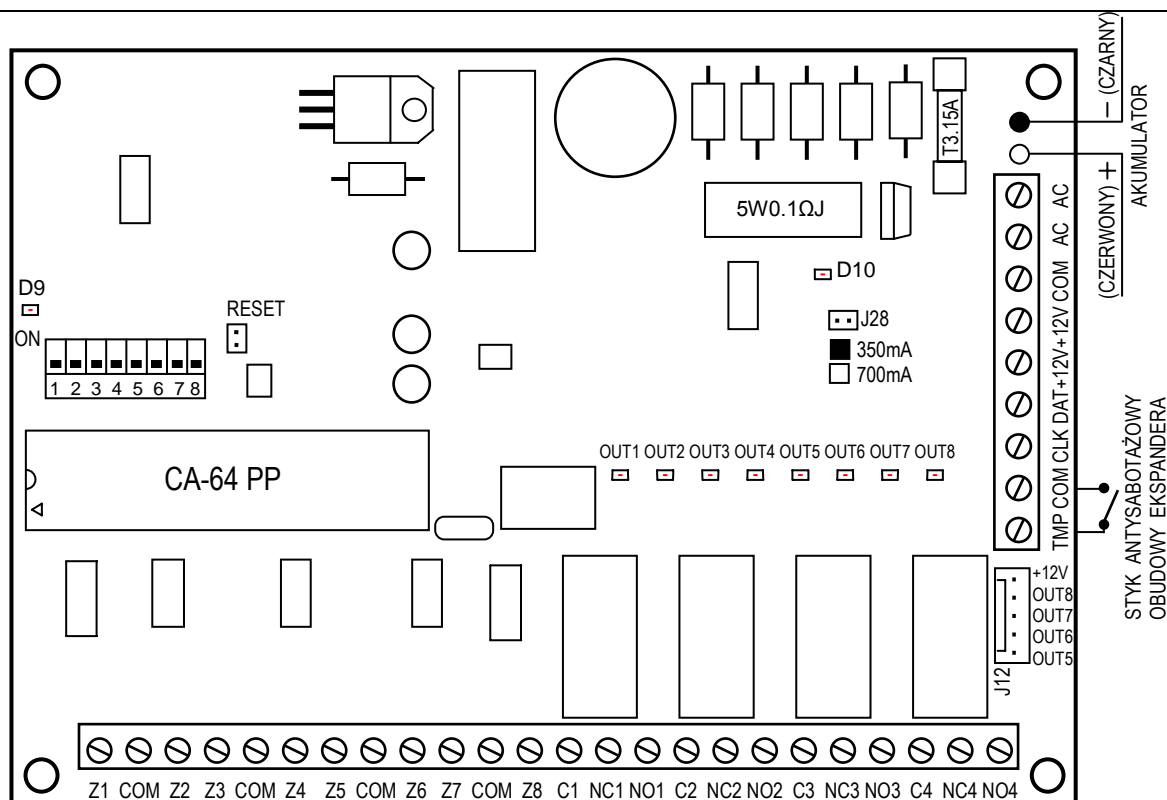 − (CZARNY)
AKUMULATOR
(CZERWONY) +
T3.15A
5W0.1ΩJ
AC
AC
COM
+12V
+12V
DAT
CLK
COM
TMP
D10
J28
350mA
700mA
D9
ON
RESET
1 2 3 4 5 6 7 8
CA-64 PP
OUT1 OUT2 OUT3 OUT4 OUT5 OUT6 OUT7 OUT8
STYK ANTYSABOTAŻOWY
OBUDOWY EKSPANDERA
+12V
OUT8
OUT7
OUT6
OUT5
J12
Z1 COM Z2 Z3 COM Z4 Z5 COM Z6 Z7 COM Z8 C1 NC1 NO1 C2 NC2 NO2 C3 NC3 NO3 C4 NC4 NO4